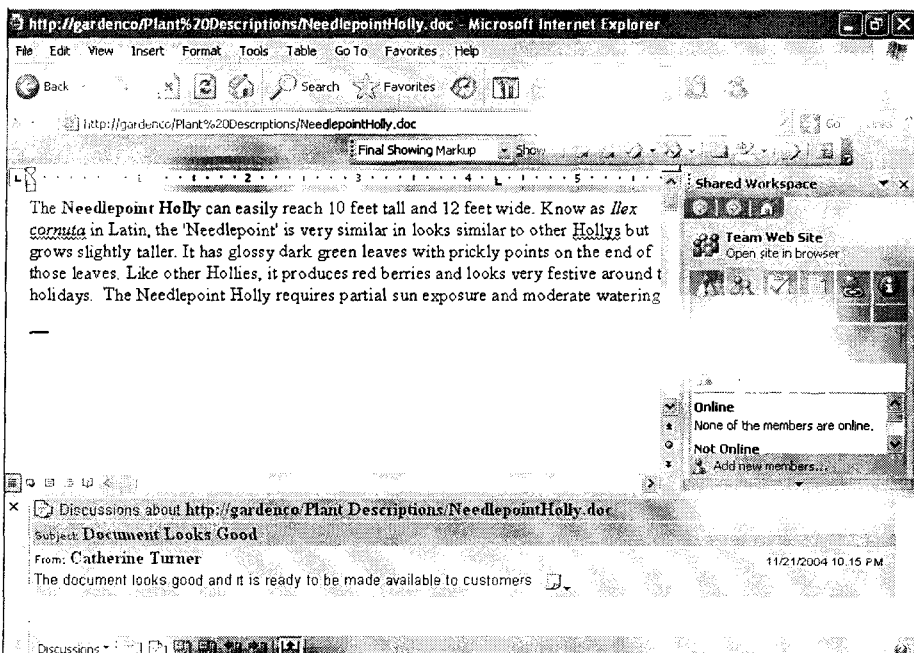 http://gardenco/Plant%20Descriptions/NeedlepointHolly.doc - Microsoft Internet Explorer
File Edit View Insert Format Tools Table Go To Favorites Help
Back Search Favorites
http://gardenco/Plant%20Descriptions/NeedlepointHolly.doc Go
Final Showing Markup Show
1 2 3 4 5
Shared Workspace
The Needlepoint Holly can easily reach 10 feet tall and 12 feet wide. Know as Ilex
cornuta in Latin, the 'Needlepoint' is very similar in looks similar to other Hollys but
grows slightly taller. It has glossy dark green leaves with prickly points on the end of
those leaves. Like other Hollies, it produces red berries and looks very festive around t
holidays. The Needlepoint Holly requires partial sun exposure and moderate watering
Team Web Site
Open site in browser
Online
None of the members are online.
Not Online
Add new members...
Discussions about http://gardenco/Plant Descriptions/NeedlepointHolly.doc
Subject: Document Looks Good
From: Catherine Turner 11/21/2004 10:15 PM
The document looks good and it is ready to be made available to customers
Discussions